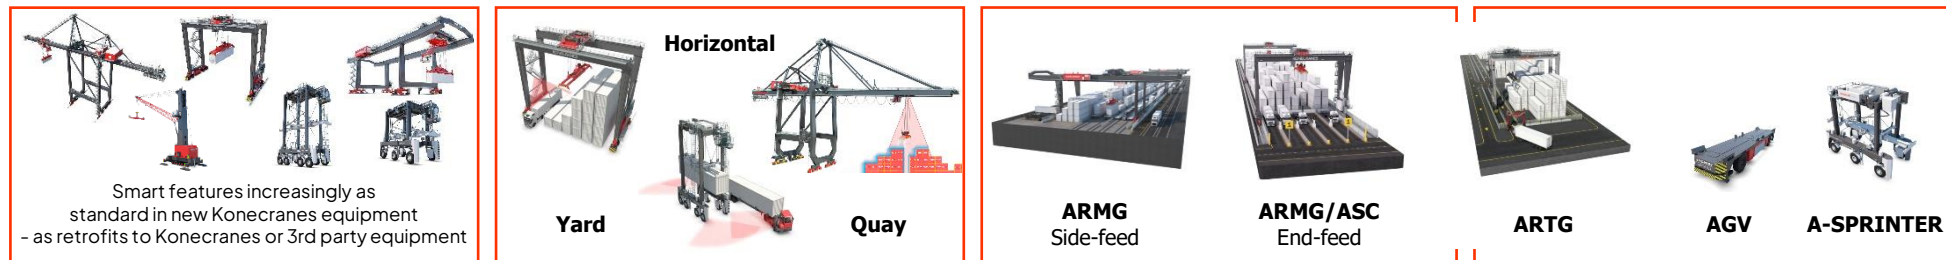 Smart features increasingly as
standard in new Konecranes equipment
- as retrofits to Konecranes or 3rd party equipment
Horizontal
Yard
Quay
ARMG
Side-feed
ARMG/ASC
End-feed
ARTG
AGV
A-SPRINTER